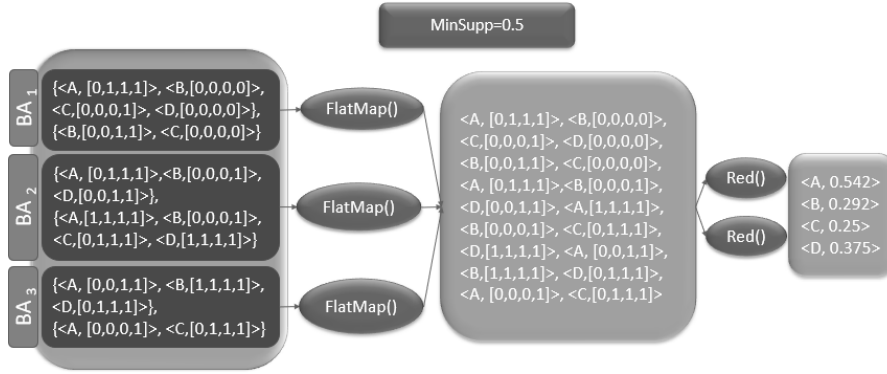 MinSupp=0.5
BA 1
{<A, [0,1,1,1]>, <B,[0,0,0,0]>,
<C,[0,0,0,1]>, <D,[0,0,0,0]>},
{<B,[0,0,1,1]>, <C,[0,0,0,0]>}
FlatMap()
BA 2
{<A, [0,1,1,1]>,<B,[0,0,0,1]>,
<D,[0,0,1,1]>},
{<A,[1,1,1,1]>, <B,[0,0,0,1]>,
<C,[0,1,1,1]>, <D,[1,1,1,1]>}
FlatMap()
BA 3
{<A, [0,0,1,1]>, <B,[1,1,1,1]>,
<D,[0,1,1,1]>},
{<A, [0,0,0,1]>, <C,[0,1,1,1]>}
FlatMap()
<A, [0,1,1,1]>, <B,[0,0,0,0]>,
<C,[0,0,0,1]>, <D,[0,0,0,0]>,
<B,[0,0,1,1]>, <C,[0,0,0,0]>,
<A, [0,1,1,1]>, <B,[0,0,0,1]>,
<D,[0,0,1,1]>, <A,[1,1,1,1]>,
<B,[0,0,0,1]>, <C,[0,1,1,1]>,
<D,[1,1,1,1]>, <A, [0,0,1,1]>,
<B,[1,1,1,1]>, <D,[0,1,1,1]>,
<A, [0,0,0,1]>, <C,[0,1,1,1]>
Red()
Red()
<A, 0.542>
<B, 0.292>
<C, 0.25>
<D, 0.375>